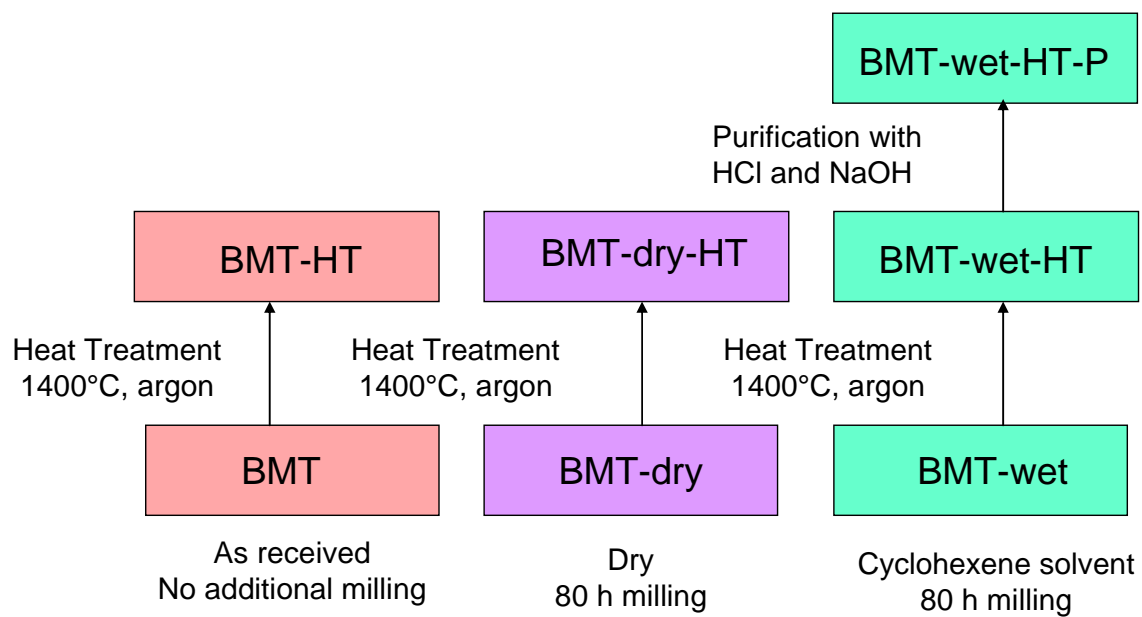 BMT-wet-HT-P
Purification with
HCl and NaOH
BMT-HT
BMT-dry-HT
BMT-wet-HT
Heat Treatment
1400°C, argon
Heat Treatment
1400°C, argon
Heat Treatment
1400°C, argon
BMT
BMT-dry
BMT-wet
As received
No additional milling
Dry
80 h milling
Cyclohexene solvent
80 h milling